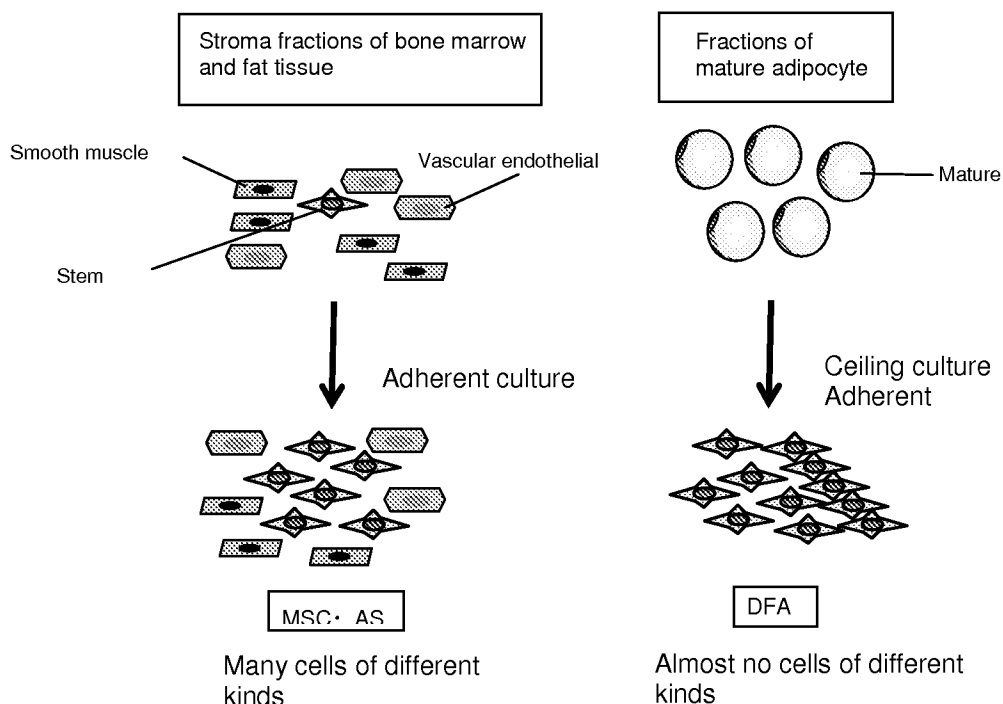 Stroma fractions of bone marrow
and fat tissue
Fractions of
mature adipocyte
Smooth muscle
Vascular endothelial
Mature
Stem
Adherent culture
Ceiling culture
Adherent
MSC・ AS
DFA
Many cells of different
kinds
Almost no cells of different
kinds